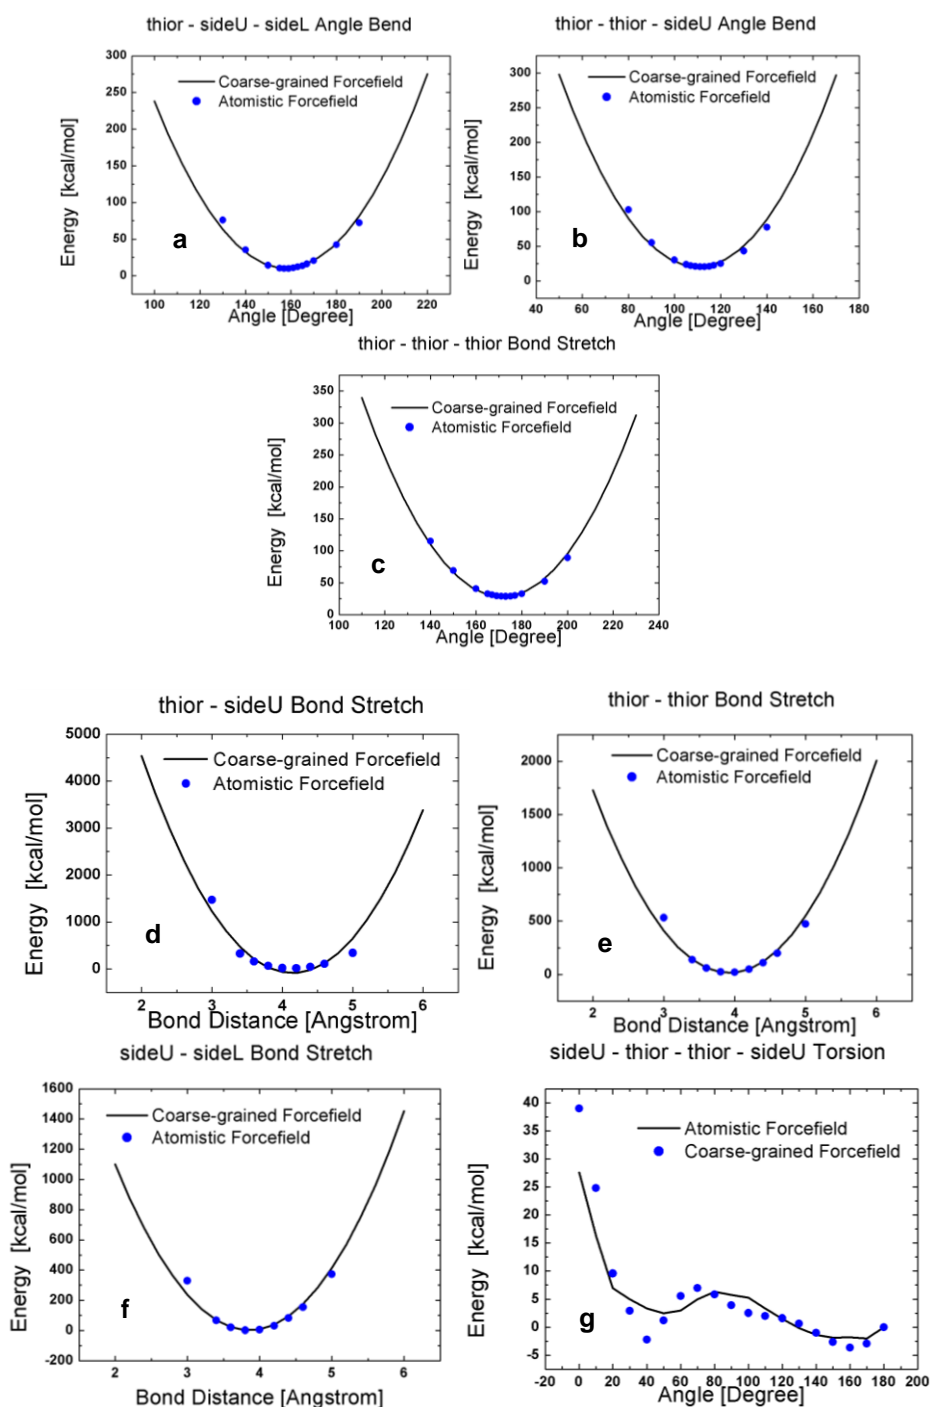 thior - sideU - sideL Angle Bend
300
250
200
150
100
50
0
Energy [kcal/mol]
Coarse-grained Forcefield
Atomistic Forcefield
a
100 120 140 160 180 200 220
Angle [Degree]
thior - thior - sideU Angle Bend
300
250
200
150
100
50
0
Energy [kcal/mol]
Coarse-grained Forcefield
Atomistic Forcefield
b
40 60 80 100 120 140 160 180
Angle [Degree]
thior - thior - thior Bond Stretch
350
300
250
200
150
100
50
0
Energy [kcal/mol]
Coarse-grained Forcefield
Atomistic Forcefield
c
100 120 140 160 180 200 220 240
Angle [Degree]
thior - sideU Bond Stretch
5000
4000
3000
2000
1000
0
Energy [kcal/mol]
Coarse-grained Forcefield
Atomistic Forcefield
d
2 3 4 5 6
Bond Distance [Angstrom]
thior - thior Bond Stretch
2000
1500
1000
500
0
Energy [kcal/mol]
Coarse-grained Forcefield
Atomistic Forcefield
e
2 3 4 5 6
Bond Distance [Angstrom]
sideU - sideL Bond Stretch
1600
1400
1200
1000
800
600
400
200
0
-200
Energy [kcal/mol]
Coarse-grained Forcefield
Atomistic Forcefield
f
2 3 4 5 6
Bond Distance [Angstrom]
sideU - thior - thior - sideU Torsion
40
35
30
25
20
15
10
5
0
-5
Energy [kcal/mol]
Atomistic Forcefield
Coarse-grained Forcefield
g
-20 0 20 40 60 80 100 120 140 160 180 200
Angle [Degree]